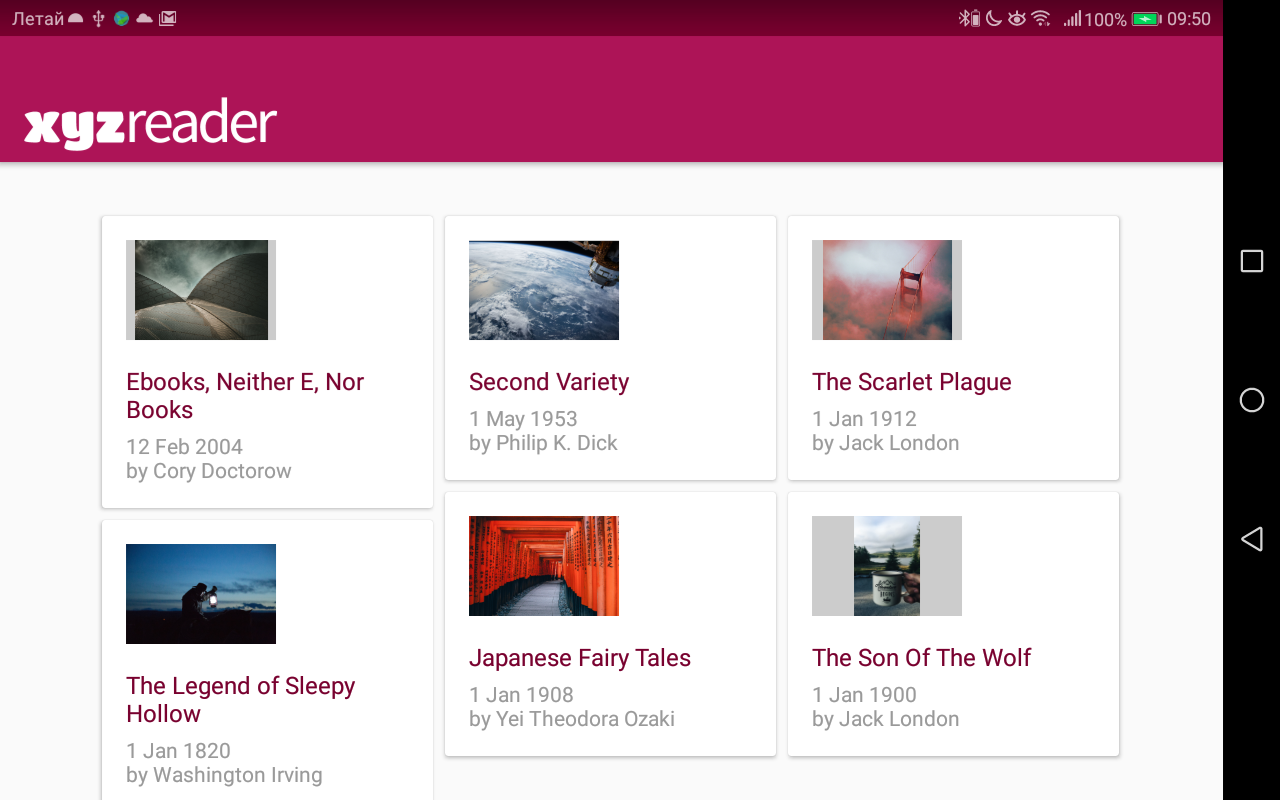 Летай
100%
09:50
xyzreader
Ebooks, Neither E, Nor
Books
12 Feb 2004
by Cory Doctorow
Second Variety
1 May 1953
by Philip K. Dick
The Scarlet Plague
1 Jan 1912
by Jack London
The Legend of Sleepy
Hollow
1 Jan 1820
by Washington Irving
Japanese Fairy Tales
1 Jan 1908
by Yei Theodora Ozaki
The Son Of The Wolf
1 Jan 1900
by Jack London